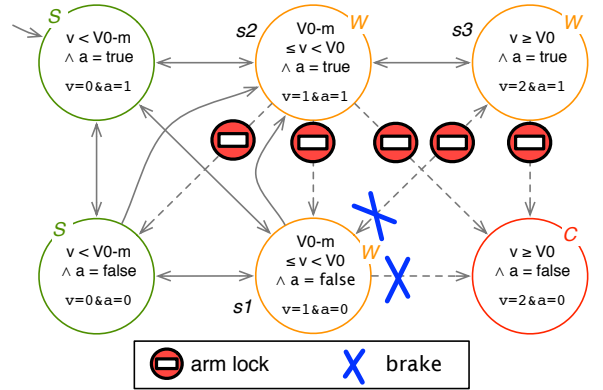 S
v < V0-m
∧ a = true
v=0&a=1
s2
W
V0-m
≤ v < V0
∧ a = true
v=1&a=1
s3
W
v ≥ V0
∧ a = true
v=2&a=1
S
v < V0-m
∧ a = false
v=0&a=0
s1
W
V0-m
≤ v < V0
∧ a = false
v=1&a=0
C
v ≥ V0
∧ a = false
v=2&a=0
arm lock
brake